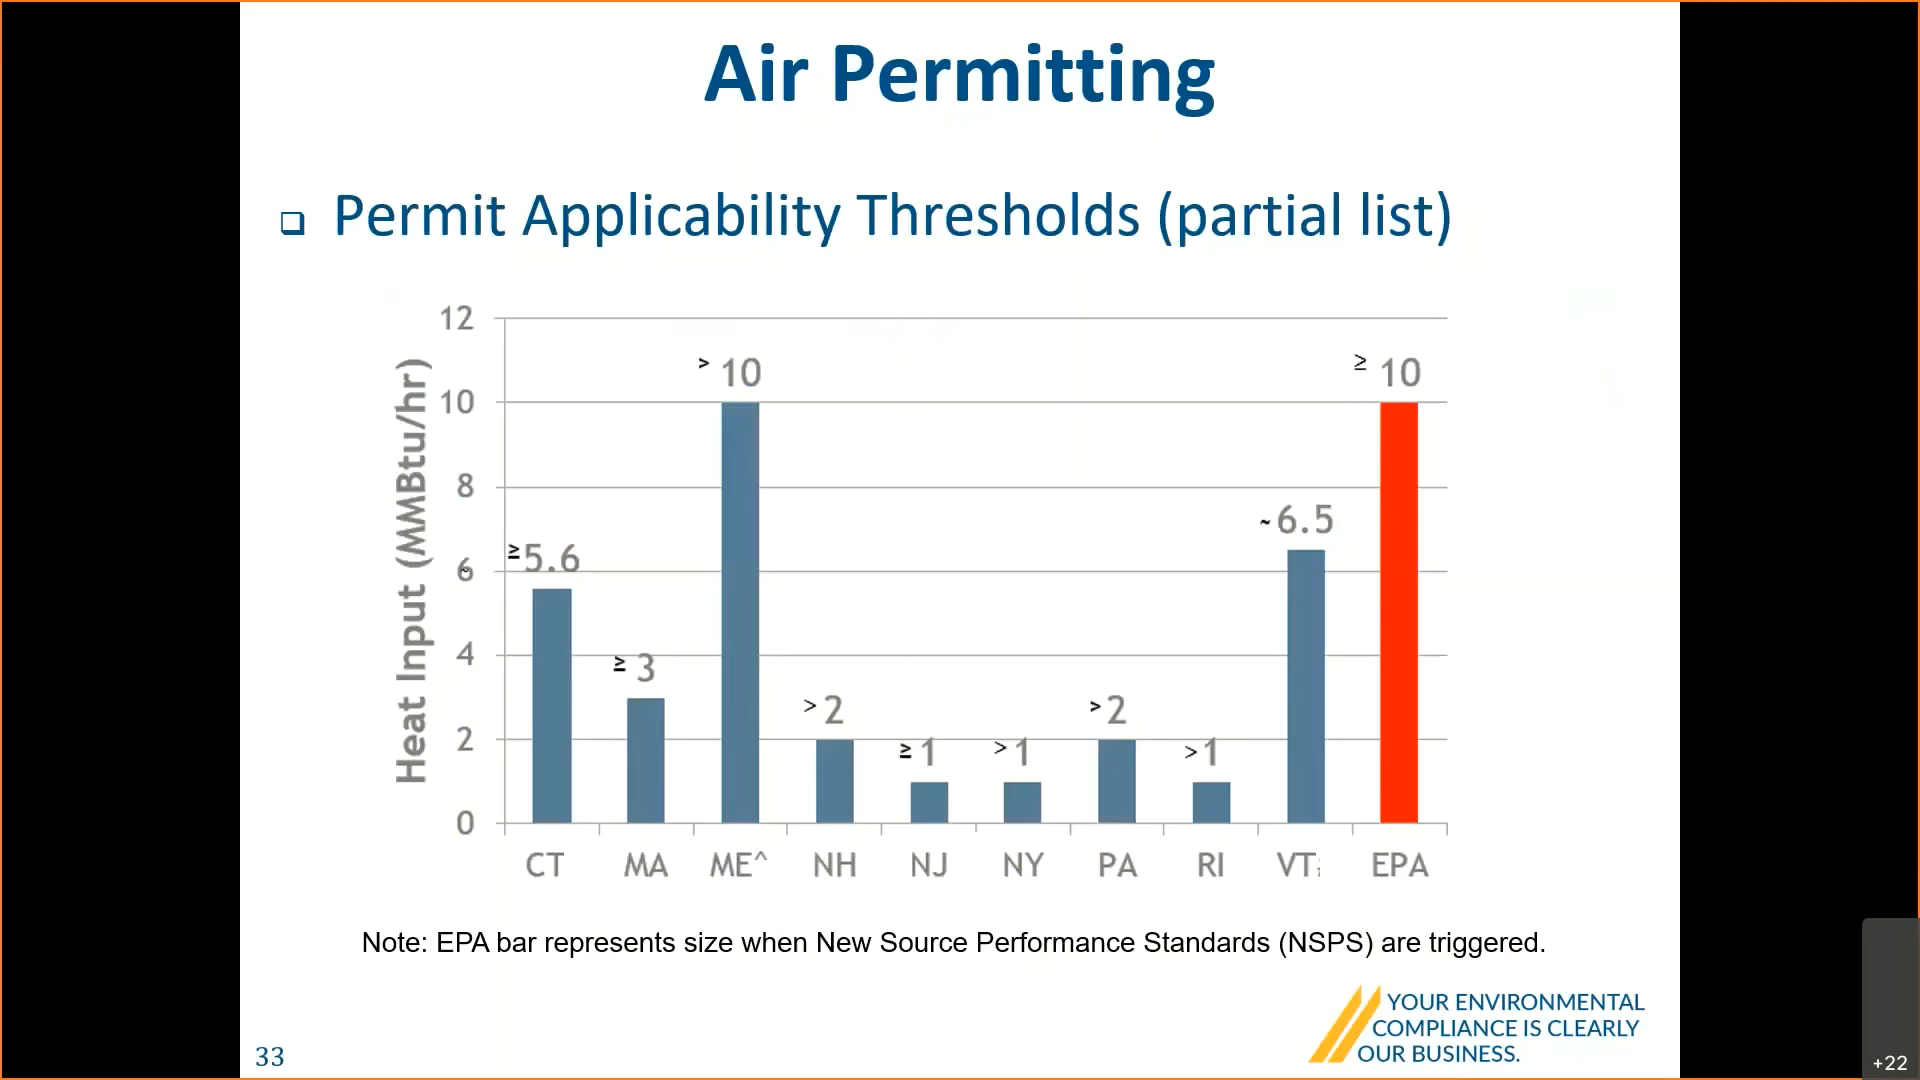 Air Permitting
❑ Permit Applicability Thresholds (partial list)
Heat Input (MMBtu/hr)
12
10
8
6
4
2
0
≥5.6
≥ 3
> 10
> 2
≥ 1
> 1
> 2
> 1
~6.5
≥ 10
CT MA ME^ NH NJ NY PA RI VT EPA
Note: EPA bar represents size when New Source Performance Standards (NSPS) are triggered.
YOUR ENVIRONMENTAL
COMPLIANCE IS CLEARLY
OUR BUSINESS.
33
+22